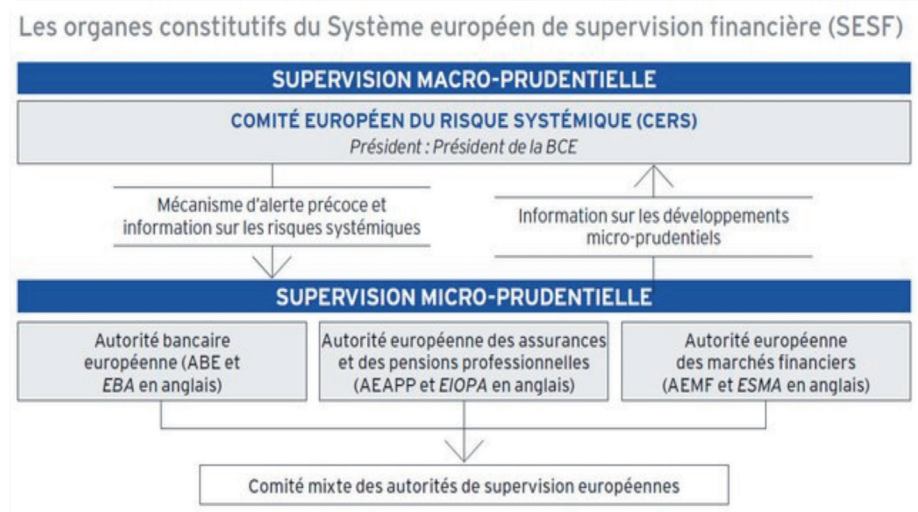 Les organes constitutifs du Système européen de supervision financière (SESF)
SUPERVISION MACRO-PRUDENTIELLE
COMITÉ EUROPÉEN DU RISQUE SYSTÉMIQUE (CERS)
Président : Président de la BCE
Mécanisme d'alerte précoce et
information sur les risques systémiques
Information sur les développements
micro-prudentiels
SUPERVISION MICRO-PRUDENTIELLE
Autorité bancaire
européenne (ABE et
EBA en anglais)
Autorité européenne des assurances
et des pensions professionnelles
(AEAPP et EIOPA en anglais)
Autorité européenne
des marchés financiers
(AEMF et ESMA en anglais)
Comité mixte des autorités de supervision européennes